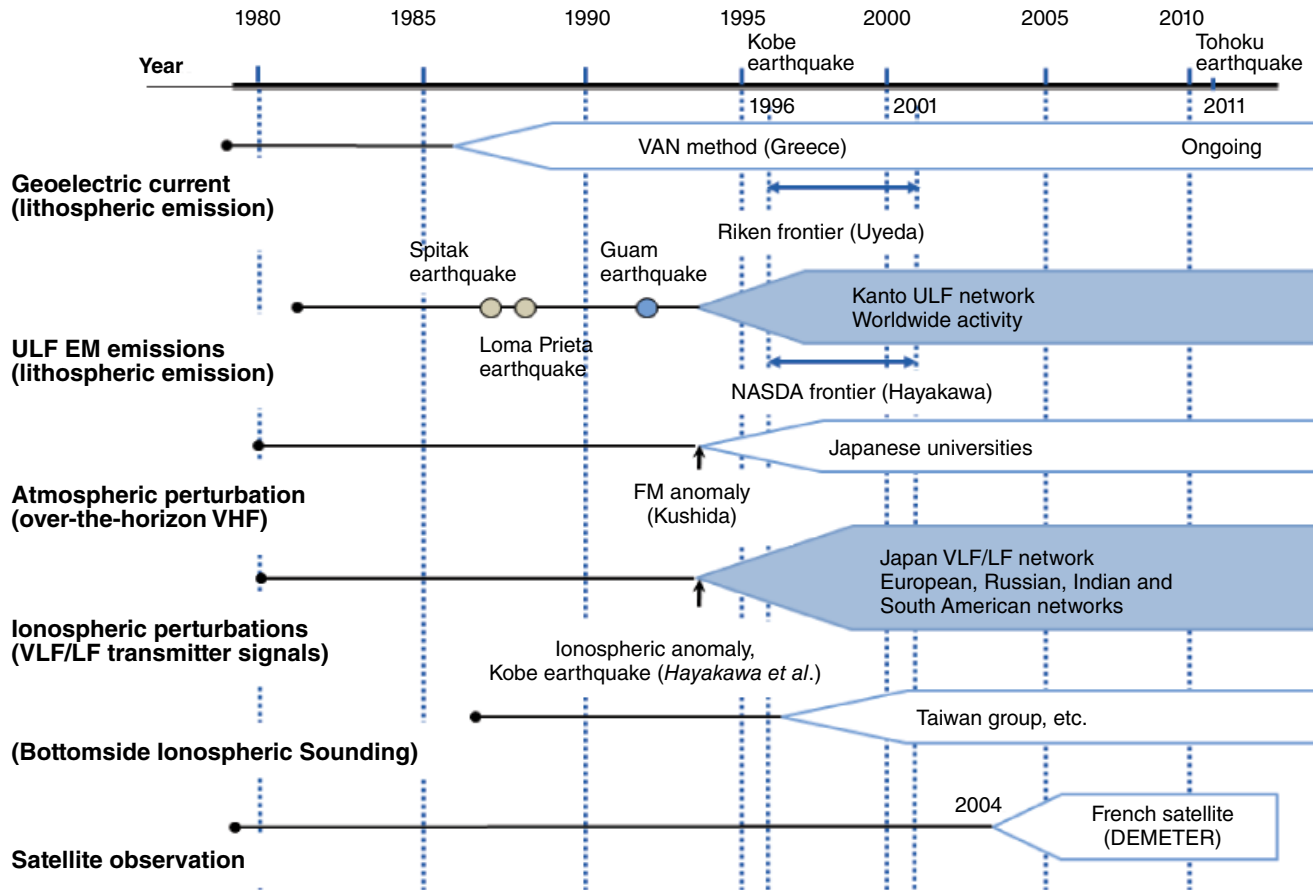 1980 1985 1990 1995 2000 2005 2010
Kobe
earthquake
Tohoku
earthquake
Year
1996 2001 2011
VAN method (Greece) Ongoing
Geoelectric current
(lithospheric emission)
Riken frontier (Uyeda)
Spitak
earthquake
Guam
earthquake
Kanto ULF network
Worldwide activity
Loma Prieta
earthquake
ULF EM emissions
(lithospheric emission)
NASDA frontier (Hayakawa)
Japanese universities
FM anomaly
(Kushida)
Atmospheric perturbation
(over-the-horizon VHF)
Japan VLF/LF network
European, Russian, Indian and
South American networks
Ionospheric perturbations
(VLF/LF transmitter signals)
Ionospheric anomaly,
Kobe earthquake (Hayakawa et al.)
Taiwan group, etc.
(Bottomside Ionospheric Sounding)
2004
French satellite
(DEMETER)
Satellite observation